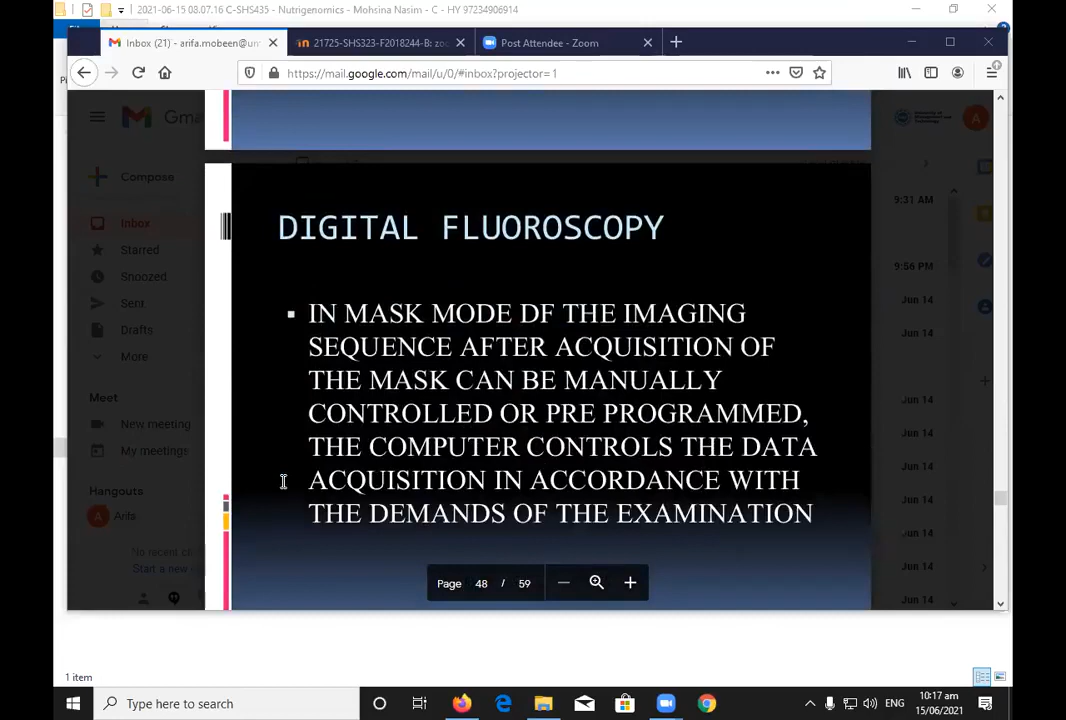 2021-06-15 08.07.16 C-SHS435 - Nutrigenomics - Mohsina Nasim - C - HY 97234906914
Inbox (21) - arifa.mobeen@um
21725-SHS323-F2018244-B: zoo
Post Attendee - Zoom
https://mail.google.com/mail/u/0/#inbox?projector=1
Compose
Inbox
Starred
Snoozed
Sent
Drafts
More
Meet
New meeting
My meetings
Hangouts
Arifa
No recent
Start a new
A
9:31 AM
9:56 PM
Jun 14
Jun 14
Jun 14
Jun 14
Jun 14
Jun 14
Jun 14
Jun 14
DIGITAL FLUOROSCOPY
IN MASK MODE DF THE IMAGING
SEQUENCE AFTER ACQUISITION OF
THE MASK CAN BE MANUALLY
CONTROLLED OR PRE PROGRAMMED,
THE COMPUTER CONTROLS THE DATA
ACQUISITION IN ACCORDANCE WITH
THE DEMANDS OF THE EXAMINATION
Page 48 / 59
1 item
Type here to search
ENG
10:17 am
15/06/2021